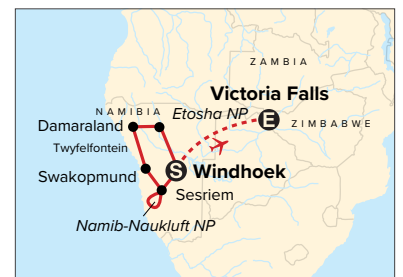 ZAMBIA
Victoria Falls
NAMIBIA
Etosha NP
E
ZIMBABWE
Damaraland
Twyfelfontein
Swakopmund
S
Windhoek
Sesriem
Namib-Naukluft NP